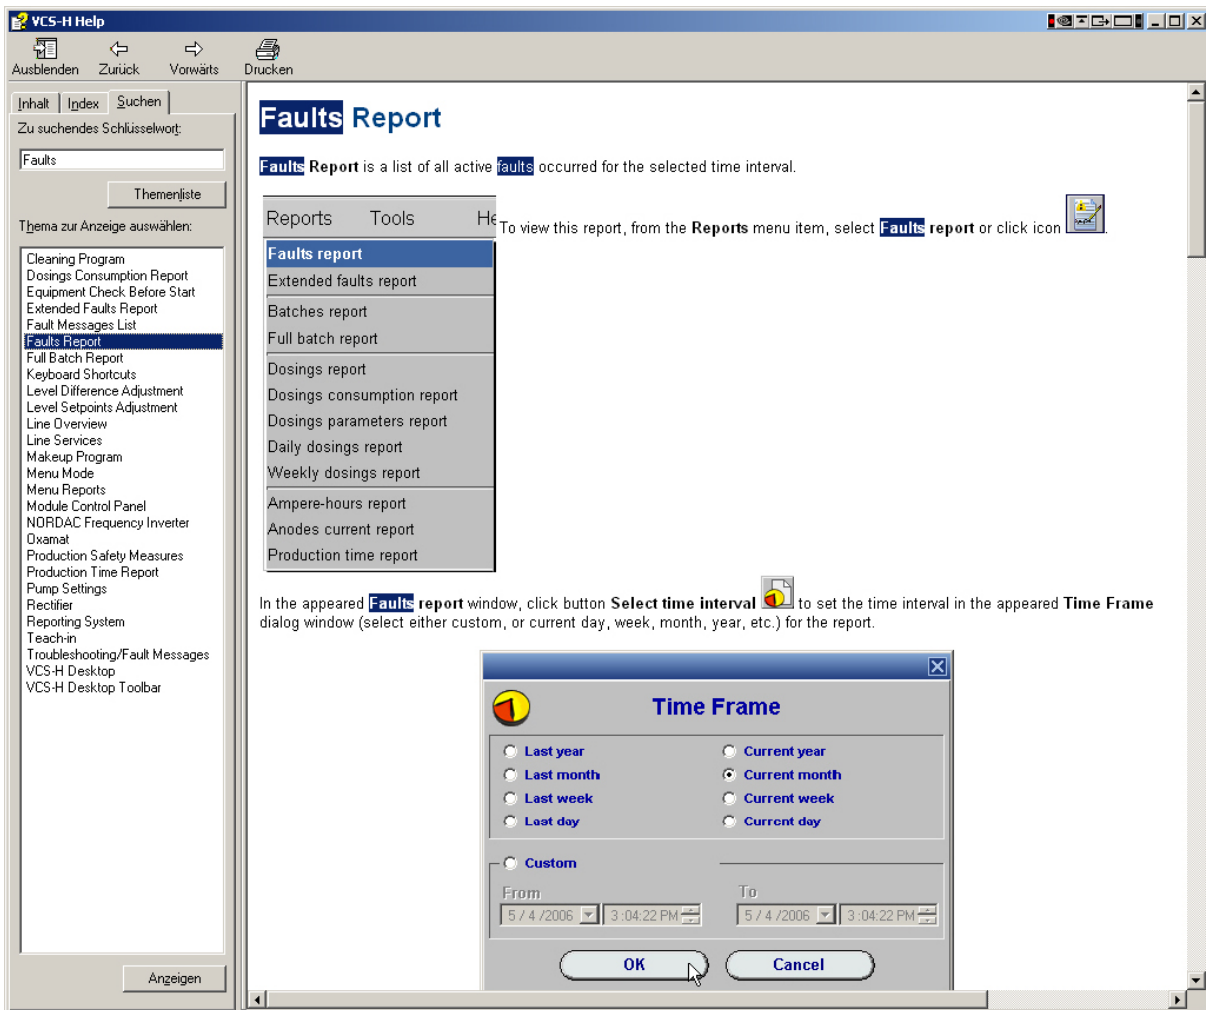 VCS-H Help
Ausblenden Zurück Vorwärts Drucken
Inhalt Index Suchen
Zu suchendes Schlüsselwort:
Faults
Themenliste
Thema zur Anzeige auswählen:
Cleaning Program
Dosings Consumption Report
Equipment Check Before Start
Extended Faults Report
Fault Messages List
Faults Report
Full Batch Report
Keyboard Shortcuts
Level Difference Adjustment
Level Setpoints Adjustment
Line Overview
Line Services
Makeup Program
Menu Mode
Menu Reports
Module Control Panel
NORDAC Frequency Inverter
Oxamat
Production Safety Measures
Production Time Report
Pump Settings
Rectifier
Reporting System
Teach-in
Troubleshooting/Fault Messages
VCS-H Desktop
VCS-H Desktop Toolbar
Anzeigen
Faults Report
Faults Report is a list of all active faults occurred for the selected time interval.
Reports Tools He
To view this report, from the Reports menu item, select Faults report or click icon .
Faults report
Extended faults report
Batches report
Full batch report
Dosings report
Dosings consumption report
Dosings parameters report
Daily dosings report
Weekly dosings report
Ampere-hours report
Anodes current report
Production time report
In the appeared Faults report window, click button Select time interval to set the time interval in the appeared Time Frame
dialog window (select either custom, or current day, week, month, year, etc.) for the report.
Time Frame
Last year Current year
Last month Current month
Last week Current week
Last day Current day
Custom
From To
5 / 4 /2006 3:04:22 PM 5 / 4 /2006 3:04:22 PM
OK Cancel